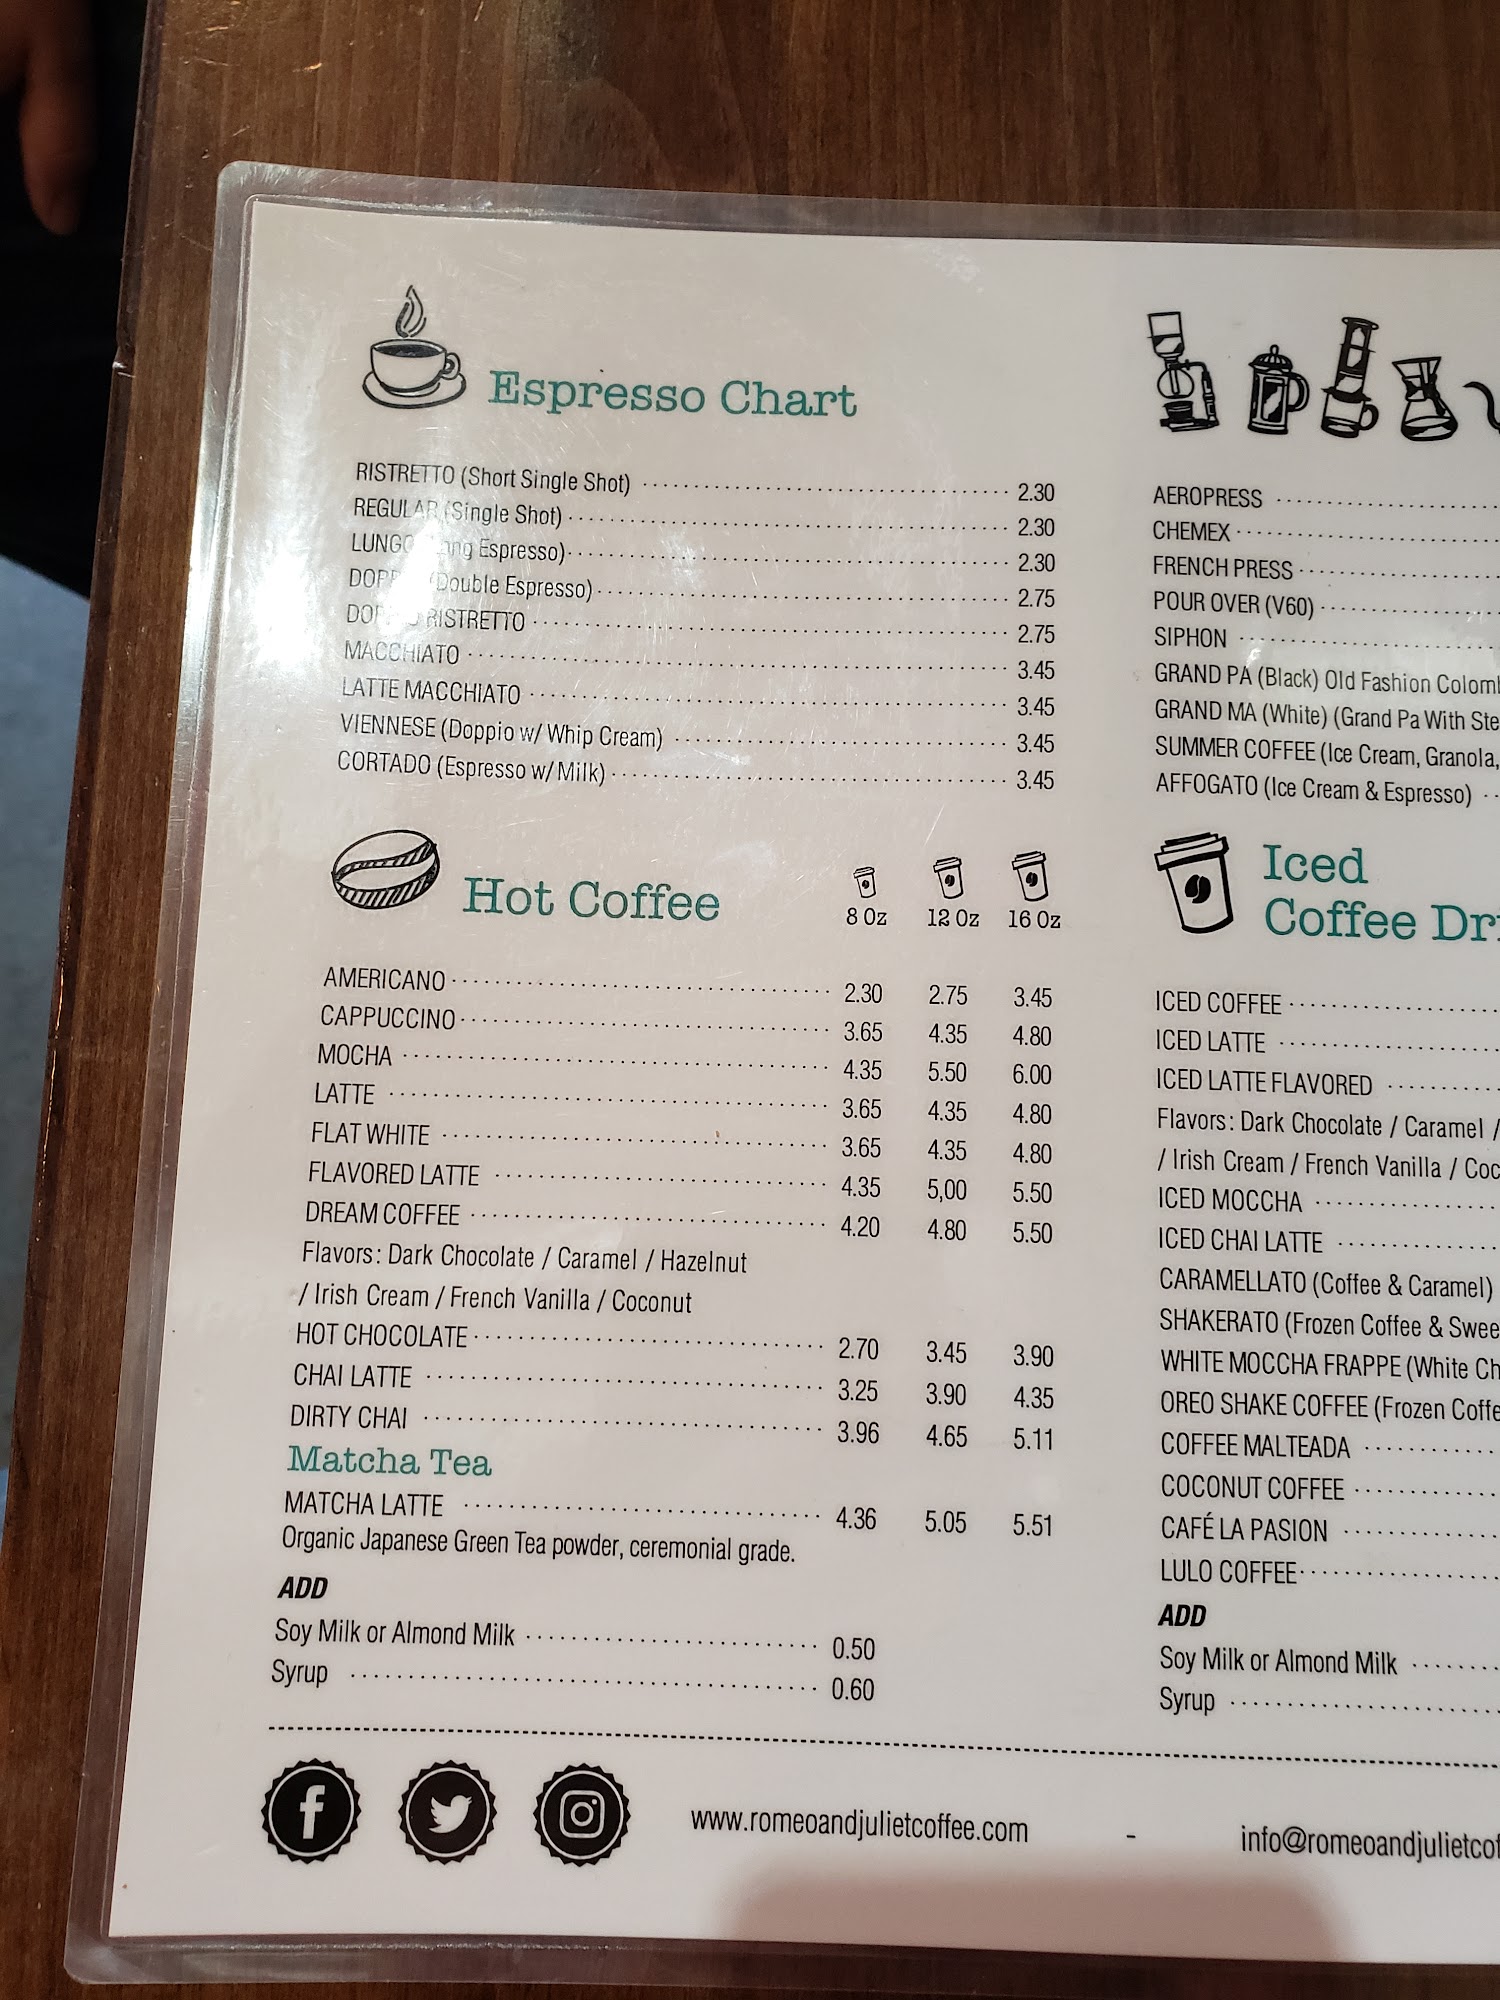 Espresso Chart
RISTRETTO (Short Single Shot) 2.30
REGULAR (Single Shot) 2.30
LUNGO Espresso) 2.30
(Double Espresso) 2.75
RISTRETTO 2.75
MACCHIATO 3.45
LATTE MACCHIATO 3.45
VIENNESE (Doppio w/ Whip Cream) 3.45
CORTADO (Espresso w/ Milk) 3.45
Hot Coffee
8 Oz 12 Oz 16 Oz
AMERICANO 2.30 2.75 3.45
CAPPUCCINO 3.65 4.35 4.80
MOCHA 4.35 5.50 6.00
LATTE 3.65 4.35 4.80
FLAT WHITE 3.65 4.35 4.80
FLAVORED LATTE 4.35 5,00 5.50
DREAM COFFEE 4.20 4.80 5.50
Flavors: Dark Chocolate / Caramel / Hazelnut
/ Irish Cream / French Vanilla / Coconut
HOT CHOCOLATE 2.70 3.45 3.90
CHAI LATTE 3.25 3.90 4.35
DIRTY CHAI 3.96 4.65 5.11
Matcha Tea
MATCHA LATTE 4.36 5.05 5.51
Organic Japanese Green Tea powder, ceremonial grade.
ADD
Soy Milk or Almond Milk 0.50
Syrup 0.60
AEROPRESS
CHEMEX
FRENCH PRESS
POUR OVER (V60)
SIPHON
GRAND PA (Black) Old Fashion
GRAND MA (White) (Grand Pa With
SUMMER COFFEE (Ice Cream, Granola,
AFFOGATO (Ice Cream & Espresso)
Iced
Coffee
ICED COFFEE
ICED LATTE
ICED LATTE FLAVORED
Flavors: Dark Chocolate / Caramel /
/ Irish Cream / French Vanilla /
ICED MOCCHA
ICED CHAI LATTE
CARAMELLATO (Coffee & Caramel)
SHAKERATO (Frozen Coffee &
WHITE MOCCHA FRAPPE (White
OREO SHAKE COFFEE (Frozen
COFFEE MALTEADA
COCONUT COFFEE
CAFÉ LA PASION
LULO COFFEE
ADD
Soy Milk or Almond Milk
Syrup
www.romeoandjulietcoffee.com - info@romeoandjulietcof